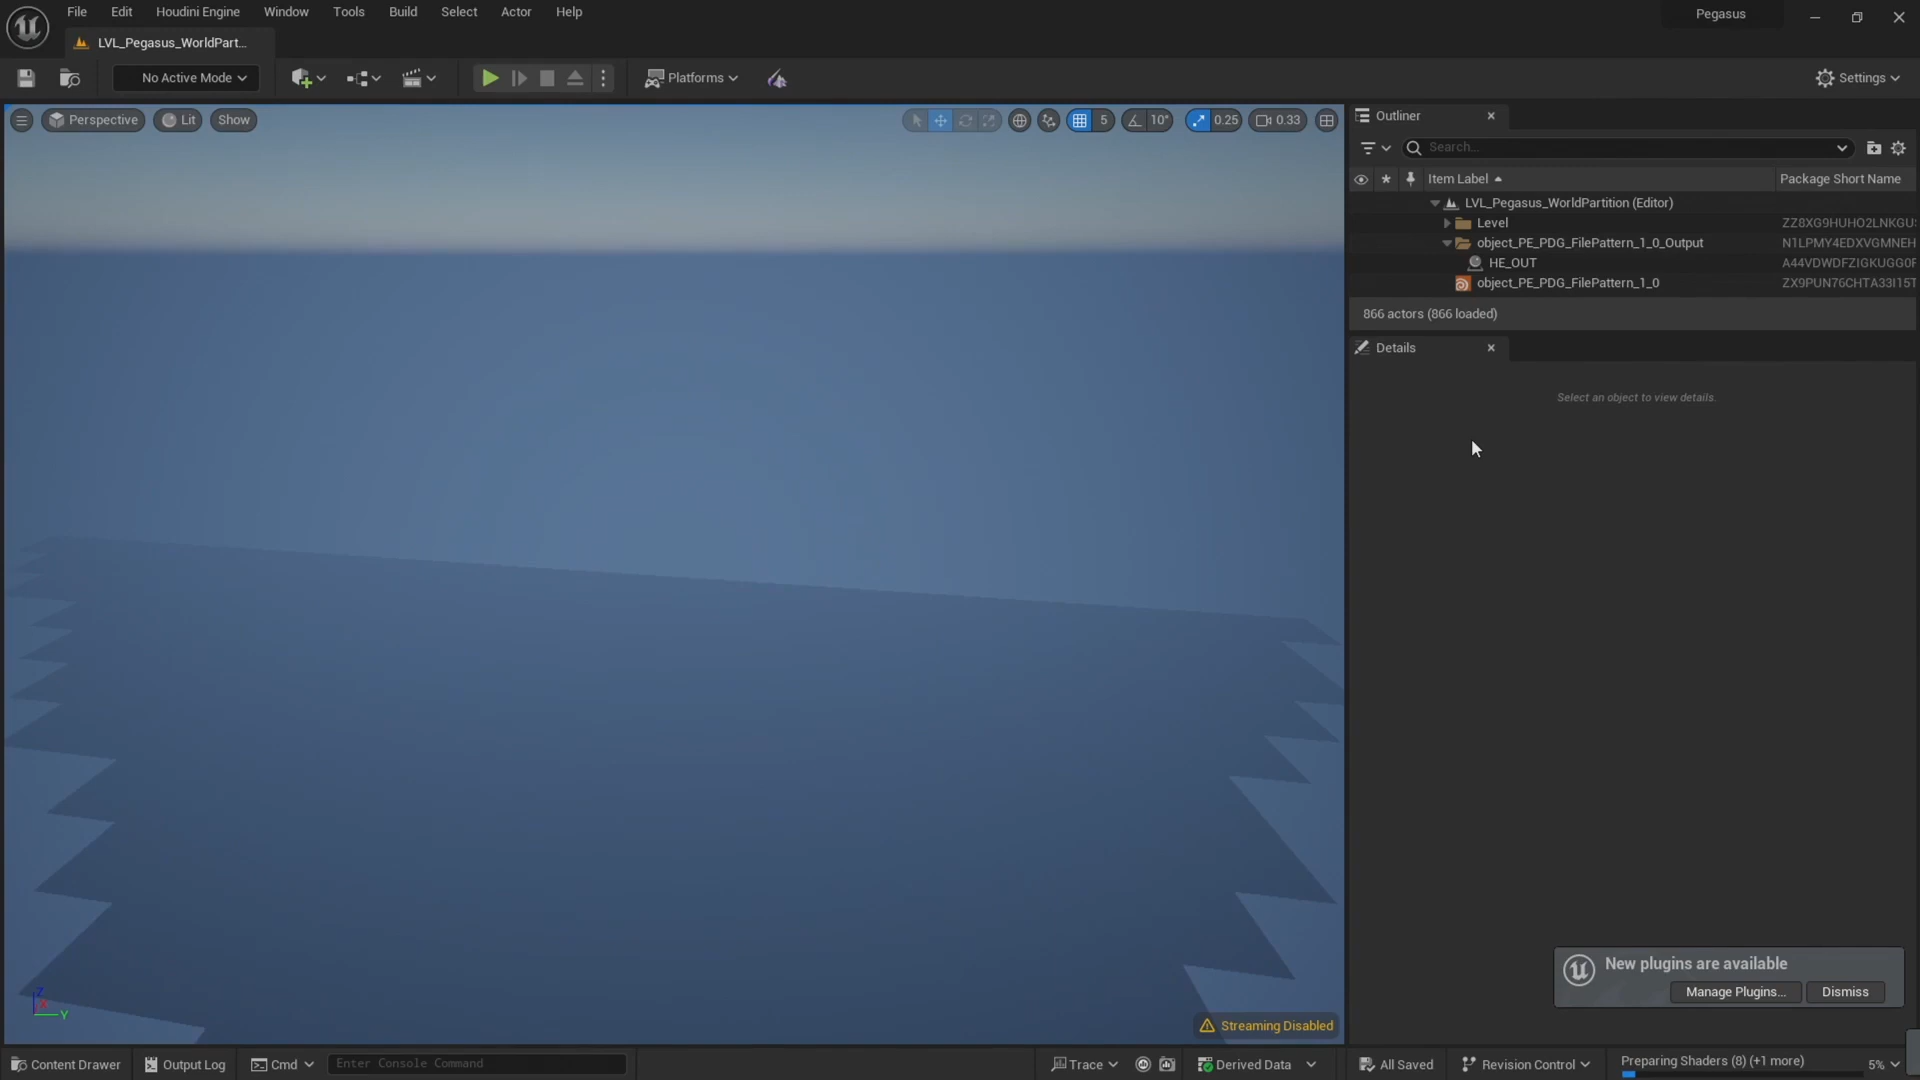 File Edit Houdini Engine Window Tools Build Select Actor Help
Pegasus
LVL_Pegasus_WorldPart...
No Active Mode
Platforms
Settings
Perspective Lit Show
5 10° 0.25 0.33
Outliner
Search...
Item Label Package Short Name
LVL_Pegasus_WorldPartition (Editor)
Level ZZ8XG9HUHO2LNKGU
object_PE_PDG_FilePattern_1_0_Output N1LPMY4EDXVGMNEH
HE_OUT A44VDWDFZIGKUGG0F
object_PE_PDG_FilePattern_1_0 ZX9PUN76CHTA33I15T
866 actors (866 loaded)
Details
Select an object to view details.
New plugins are available
Manage Plugins... Dismiss
Z
X
Y
Streaming Disabled
Content Drawer Output Log Cmd Enter Console Command Trace Derived Data All Saved Revision Control Preparing Shaders (8) (+1 more) 5%